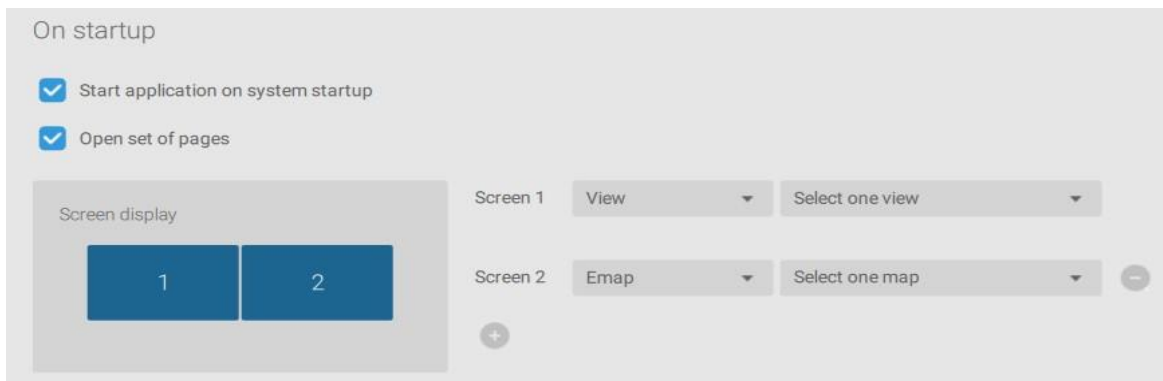 On startup
Start application on system startup
Open set of pages
Screen display
1 2
Screen 1 View Select one view
Screen 2 Emap Select one map